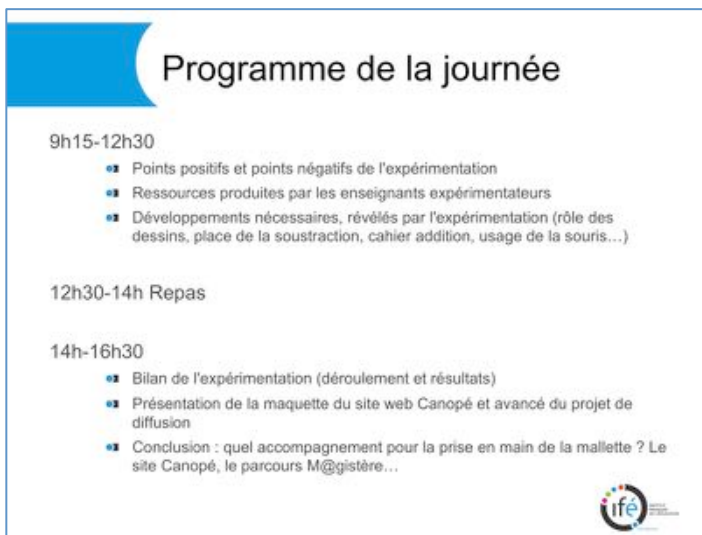 Programme de la journée
9h15-12h30
Points positifs et points négatifs de l'expérimentation
Ressources produites par les enseignants expérimentateurs
Développements nécessaires, révélés par l'expérimentation (rôle des
dessins, place de la soustraction, cahier addition, usage de la souris…)
12h30-14h Repas
14h-16h30
Bilan de l'expérimentation (déroulement et résultats)
Présentation de la maquette du site web Canopé et avancé du projet de
diffusion
Conclusion : quel accompagnement pour la prise en main de la mallette ? Le
site Canopé, le parcours M@gistère…
ifé